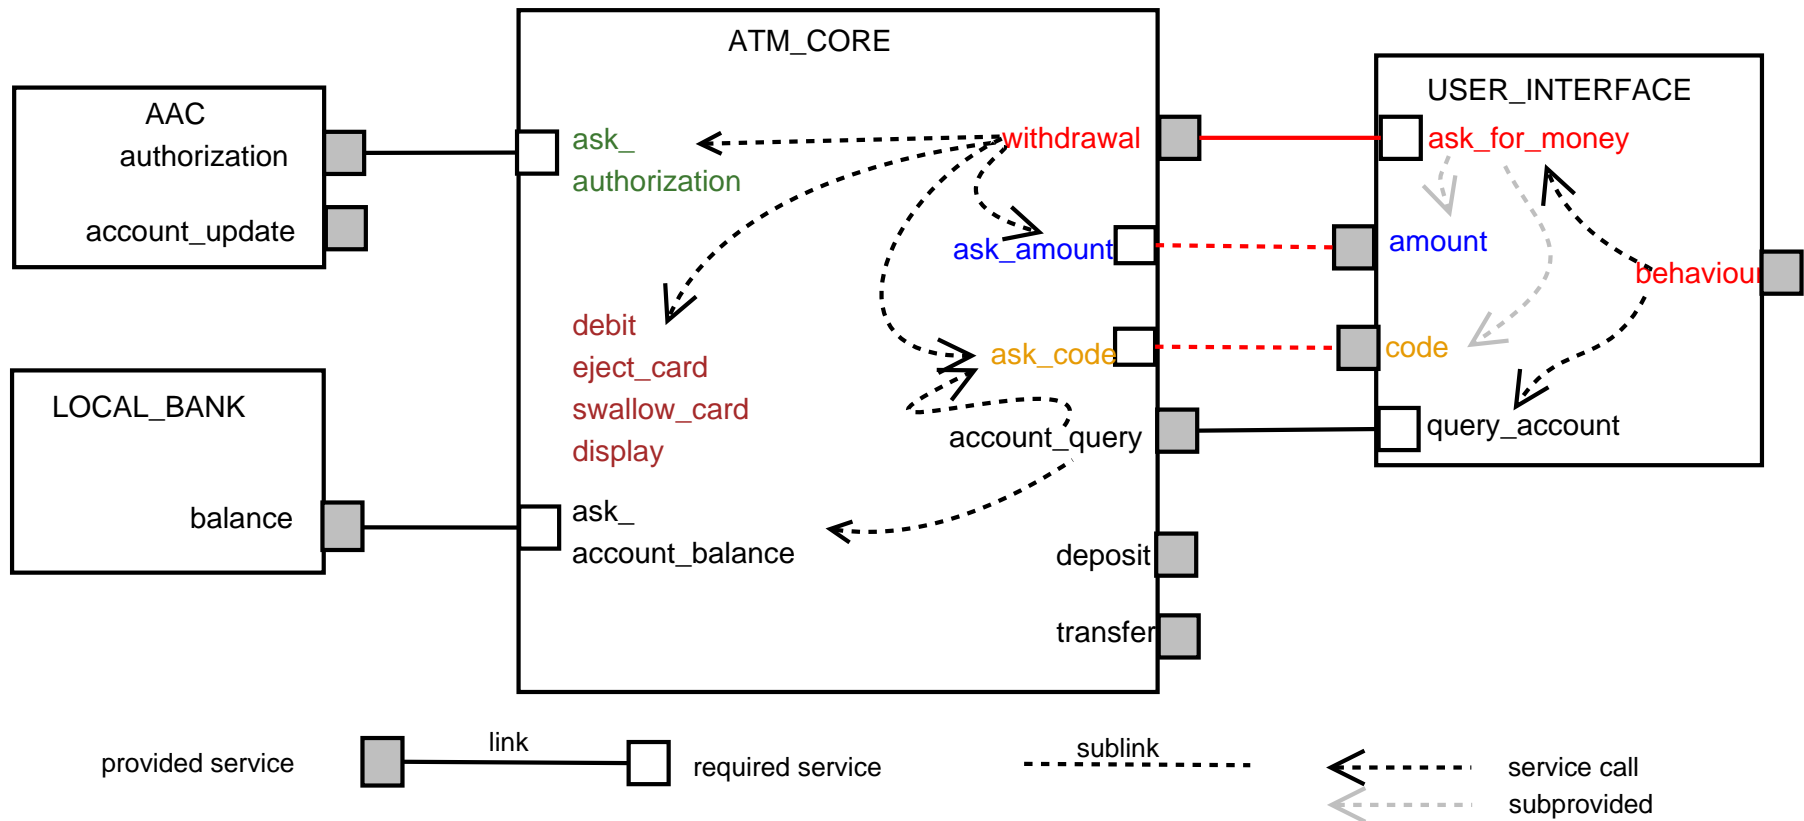 ATM_CORE
AAC
authorization
account_update
LOCAL_BANK
balance
ask_
authorization
withdrawal
ask_amount
debit
eject_card
swallow_card
display
ask_code
account_query
ask_
account_balance
deposit
transfer
USER_INTERFACE
ask_for_money
amount
behaviour
code
query_account
provided service
link
required service
sublink
service call
subprovided